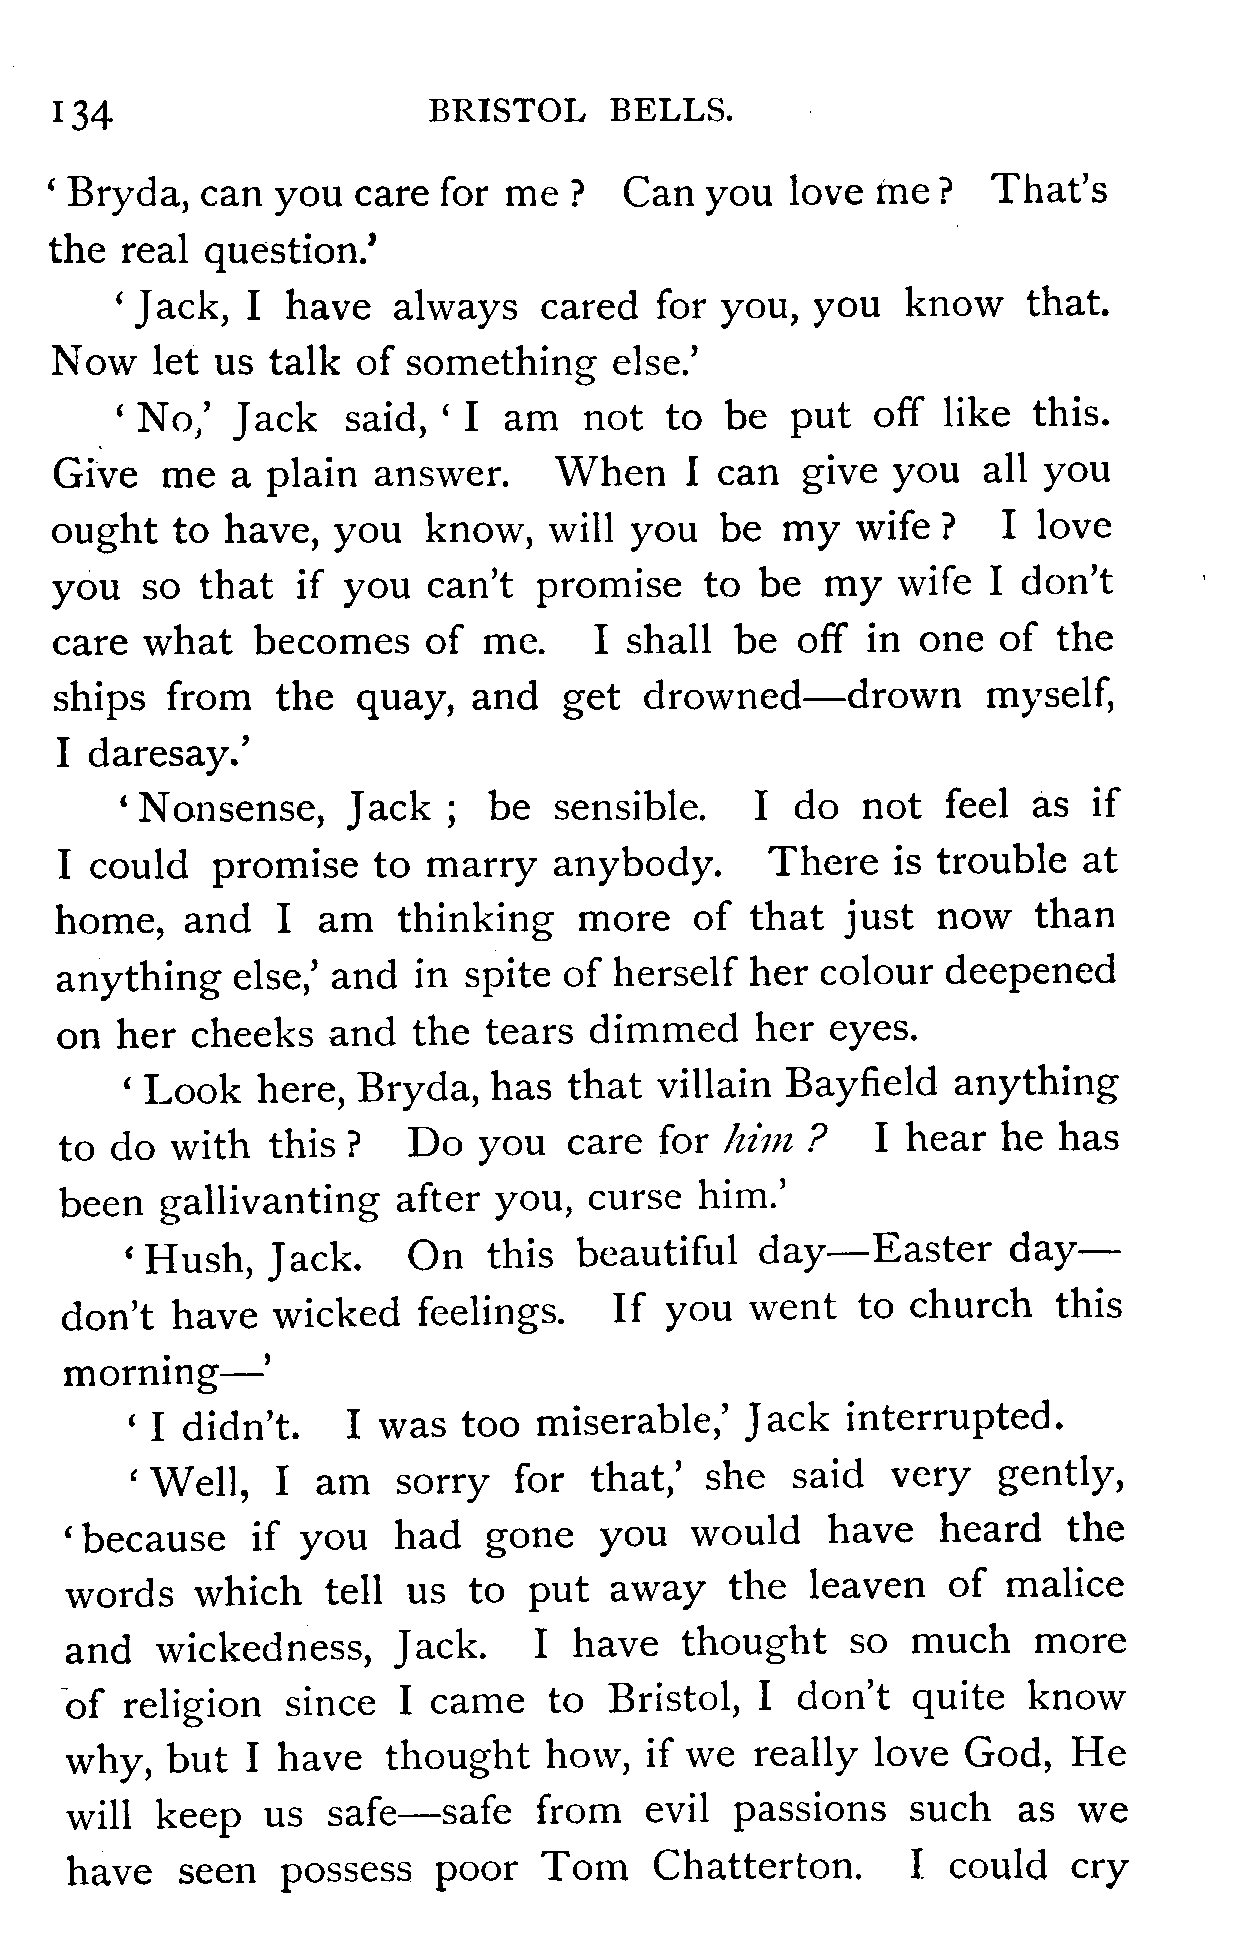 134 BRISTOL BELLS.
‘Bryda, can you care for me? Can you love me? That’s
the real question.’
‘Jack, I have always cared for you, you know that.
Now let us talk of something else.’
‘No,’ Jack said, ‘I am not to be put off like this.
Give me a plain answer. When I can give you all you
ought to have, you know, will you be my wife? I love
you so that if you can’t promise to be my wife I don’t
care what becomes of me. I shall be off in one of the
ships from the quay, and get drowned—drown myself,
I daresay.’
‘Nonsense, Jack; be sensible. I do not feel as if
I could promise to marry anybody. There is trouble at
home, and I am thinking more of that just now than
anything else,’ and in spite of herself her colour deepened
on her cheeks and the tears dimmed her eyes.
‘Look here, Bryda, has that villain Bayfield anything
to do with this? Do you care for him? I hear he has
been gallivanting after you, curse him.’
‘Hush, Jack. On this beautiful day—Easter day—
don’t have wicked feelings. If you went to church this
morning—’
‘I didn’t. I was too miserable,’ Jack interrupted.
‘Well, I am sorry for that,’ she said very gently,
‘because if you had gone you would have heard the
words which tell us to put away the leaven of malice
and wickedness, Jack. I have thought so much more
of religion since I came to Bristol, I don’t quite know
why, but I have thought how, if we really love God, He
will keep us safe—safe from evil passions such as we
have seen possess poor Tom Chatterton. I could cry